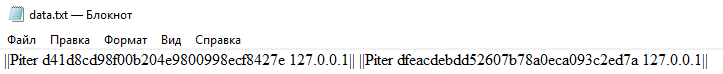 data.txt — Блокнот
Файл Правка Формат Вид Справка
||Piter d41d8cd98f00b204e9800998ecf8427e 127.0.0.1|| ||Piter dfeacdebdd52607b78a0eca093c2ed7a 127.0.0.1||